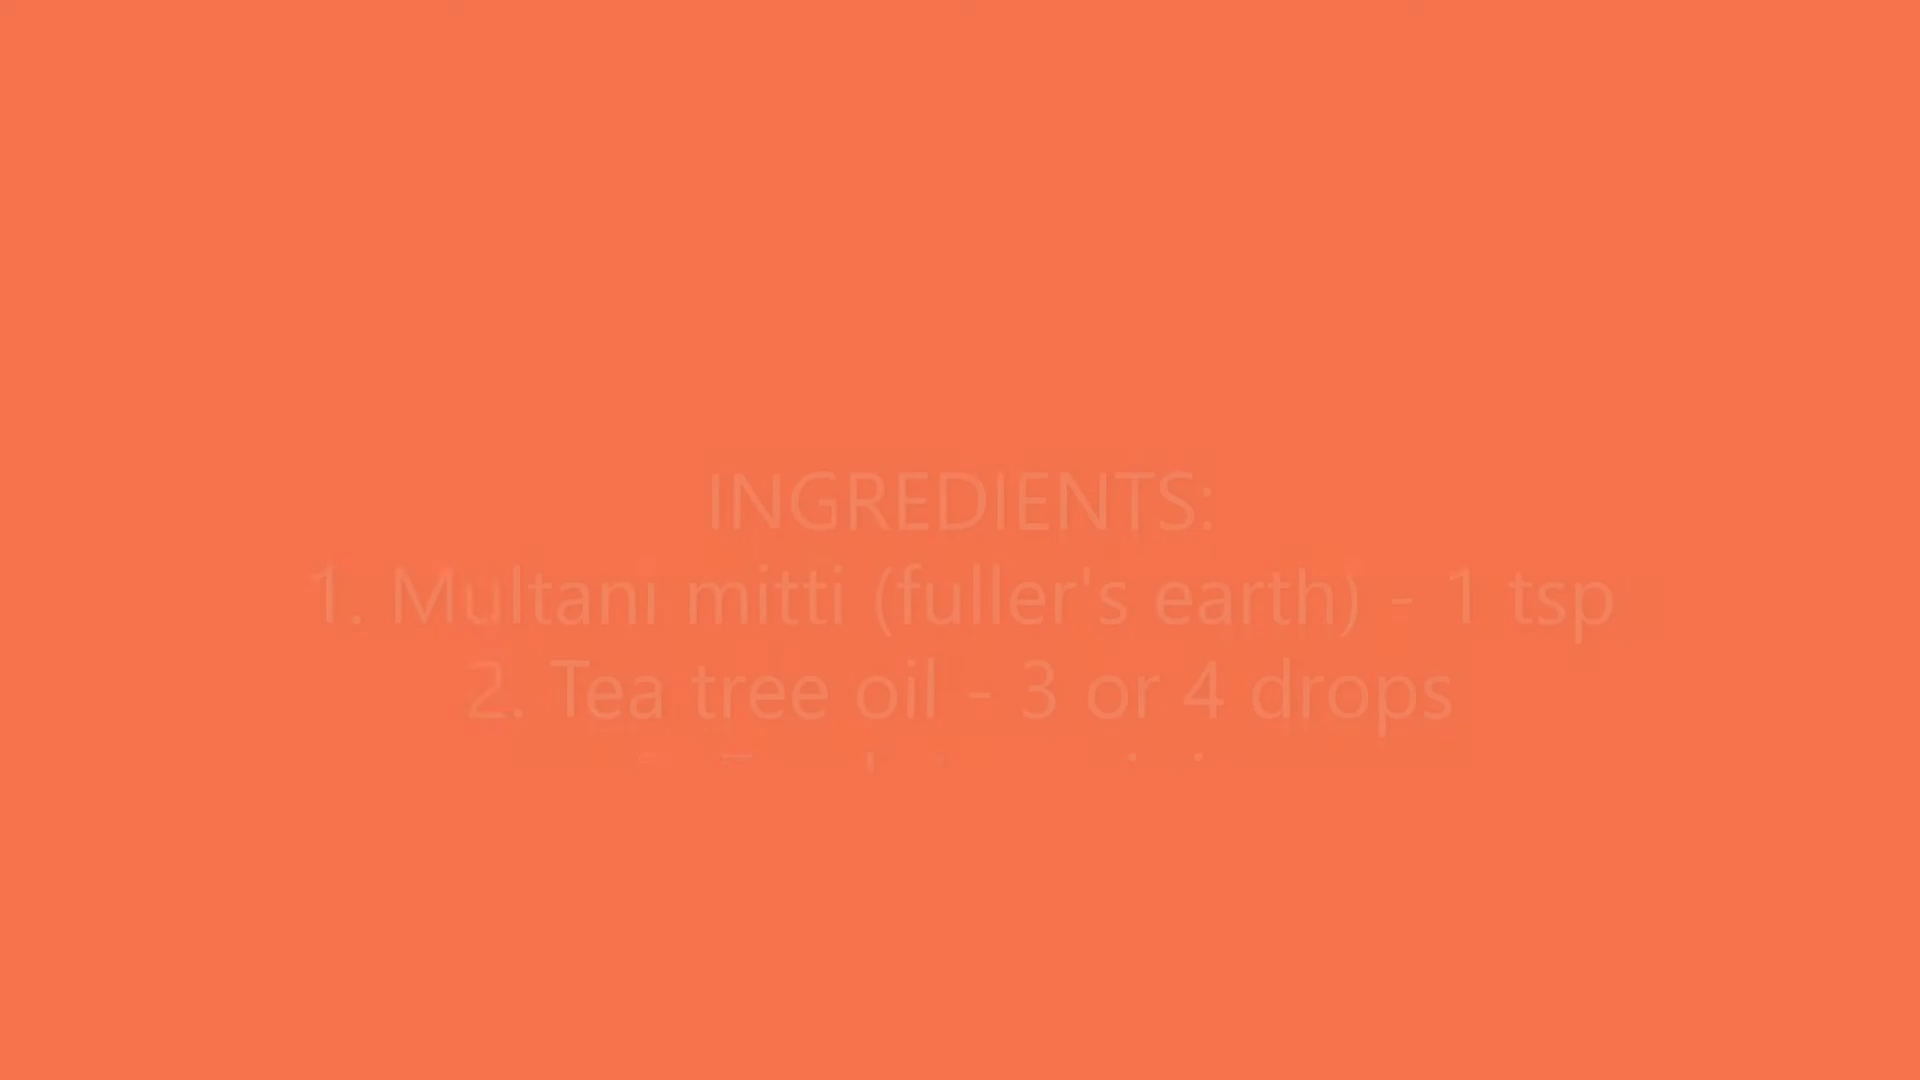 INGREDIENTS:
1. Multani mitti (fuller's earth) - 1 tsp
2. Tea tree oil - 3 or 4 drops